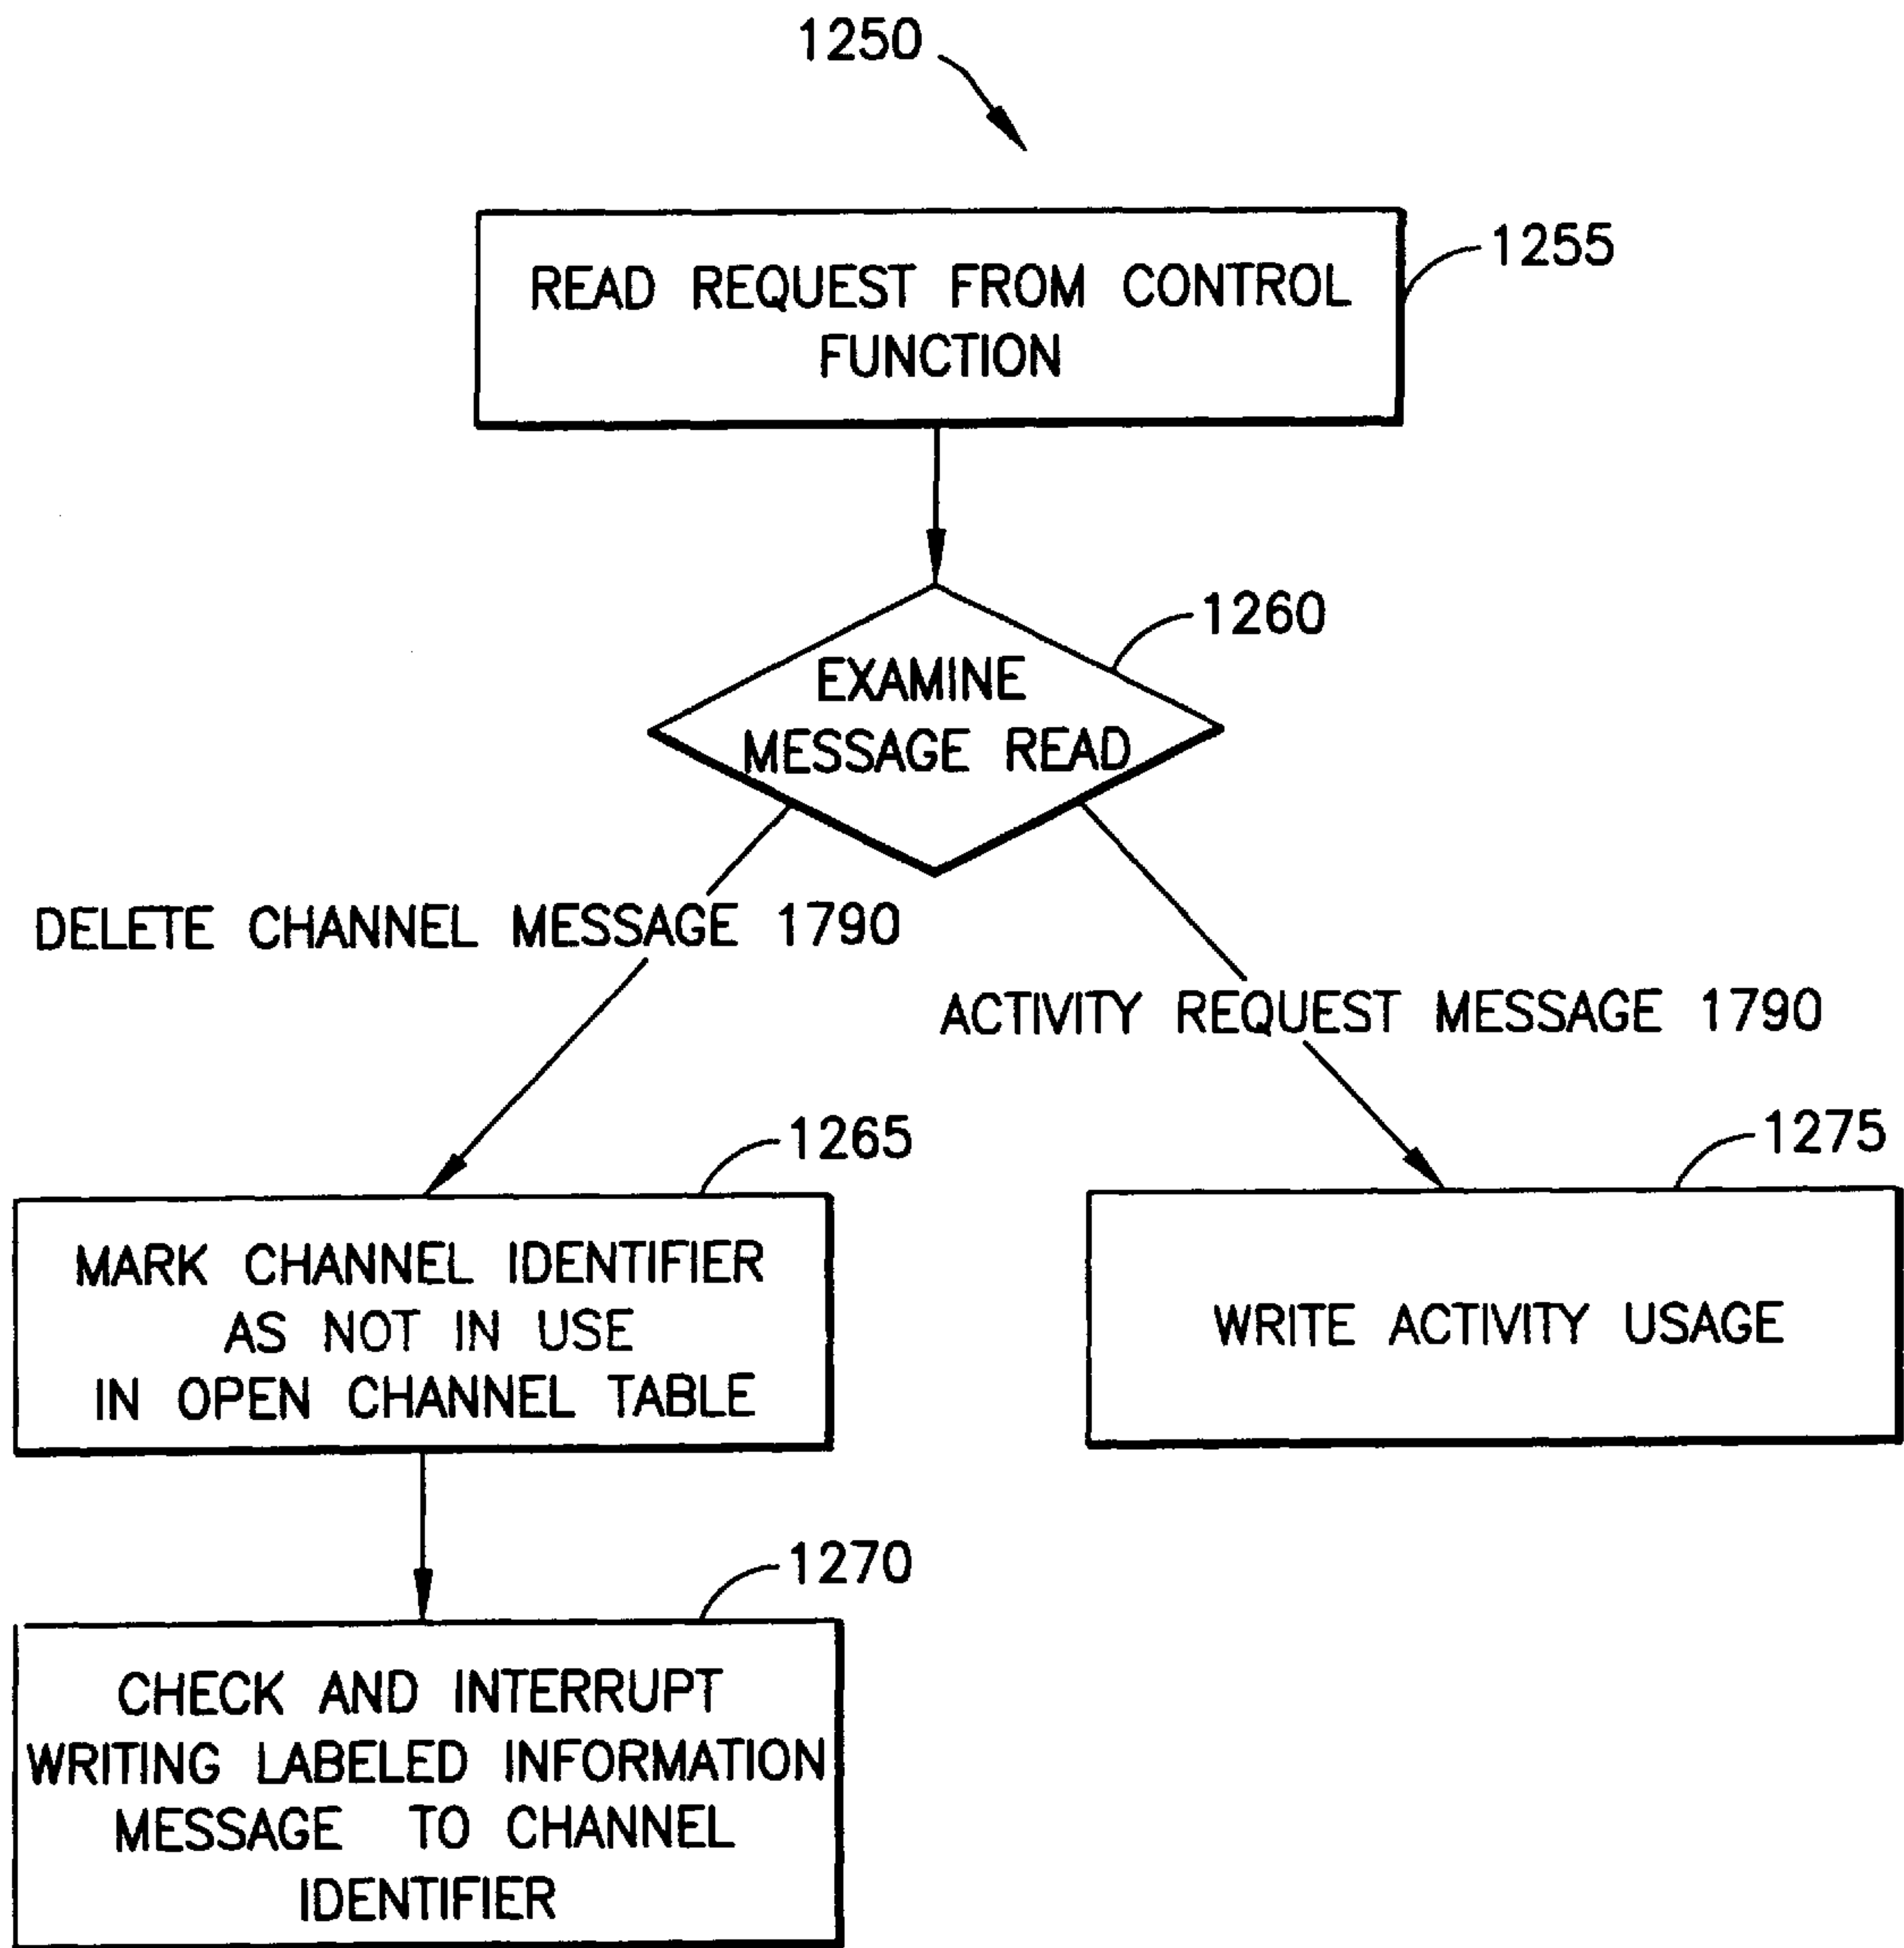 1250
READ REQUEST FROM CONTROL
FUNCTION
1255
EXAMINE
MESSAGE READ
1260
DELETE CHANNEL MESSAGE 1790
ACTIVITY REQUEST MESSAGE 1790
1265
MARK CHANNEL IDENTIFIER
AS NOT IN USE
IN OPEN CHANNEL TABLE
1275
WRITE ACTIVITY USAGE
1270
CHECK AND INTERRUPT
WRITING LABELED INFORMATION
MESSAGE TO CHANNEL
IDENTIFIER